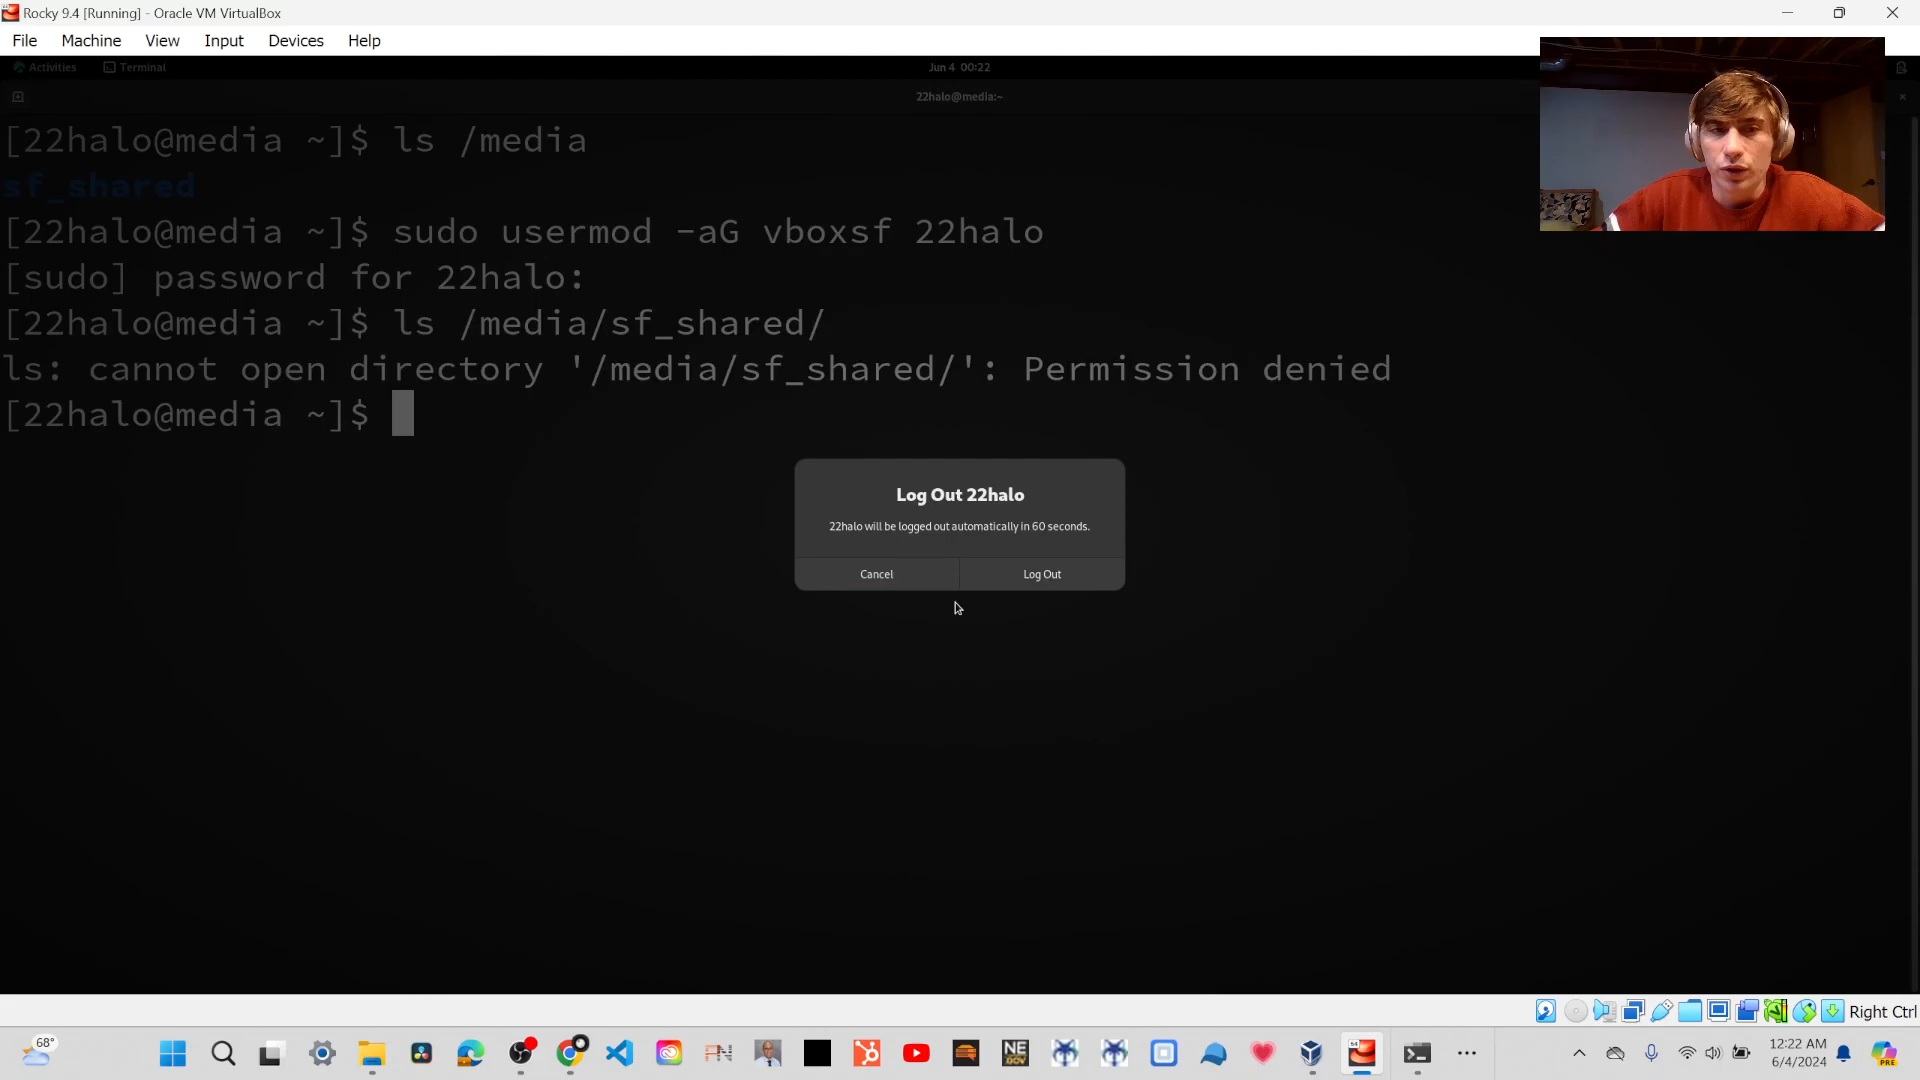 Rocky 9.4 [Running] - Oracle VM VirtualBox
File Machine View Input Devices Help
Activities Terminal Jun 4 00:22
22halo@media:~
[22halo@media ~]$ ls /media
sf_shared
[22halo@media ~]$ sudo usermod -aG vboxsf 22halo
[sudo] password for 22halo:
[22halo@media ~]$ ls /media/sf_shared/
ls: cannot open directory '/media/sf_shared/': Permission denied
[22halo@media ~]$
Log Out 22halo
22halo will be logged out automatically in 60 seconds.
Cancel Log Out
Right Ctrl
68°
NE
PRE
12:22 AM
6/4/2024